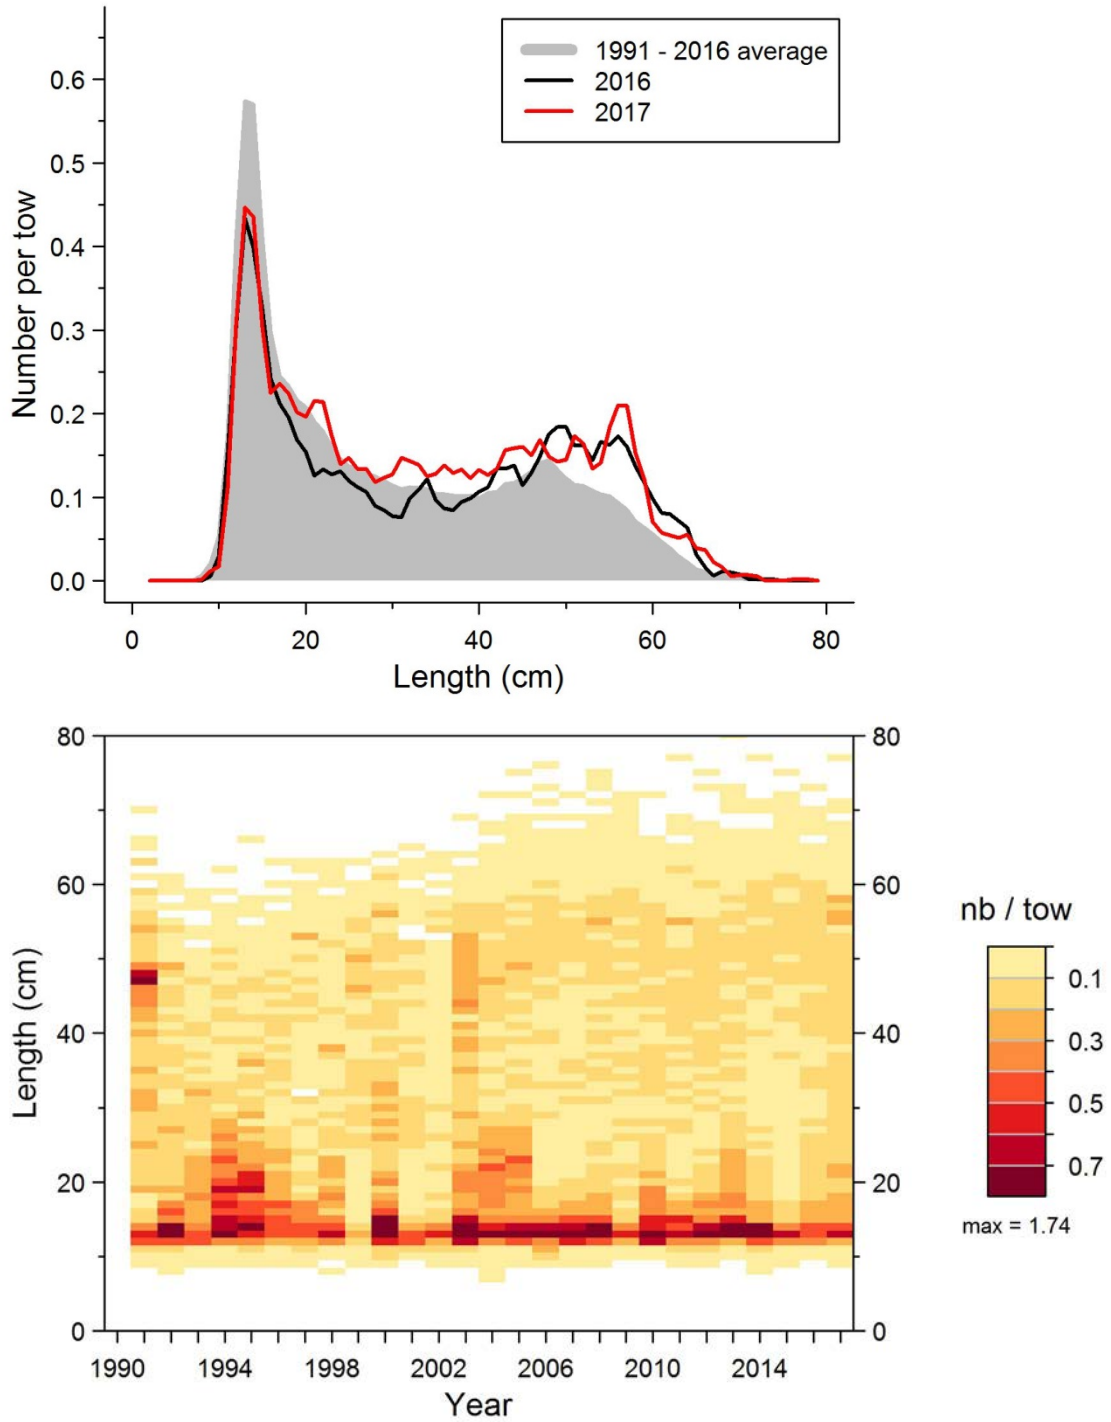 1991 - 2016 average
2016
2017
0.6
0.5
0.4
0.3
0.2
0.1
0.0
Number per tow
0 20 40 60 80
Length (cm)
80 80
60 60
40 40
20 20
0 0
Length (cm)
1990 1994 1998 2002 2006 2010 2014
Year
nb / tow
0.1
0.3
0.5
0.7
max = 1.74